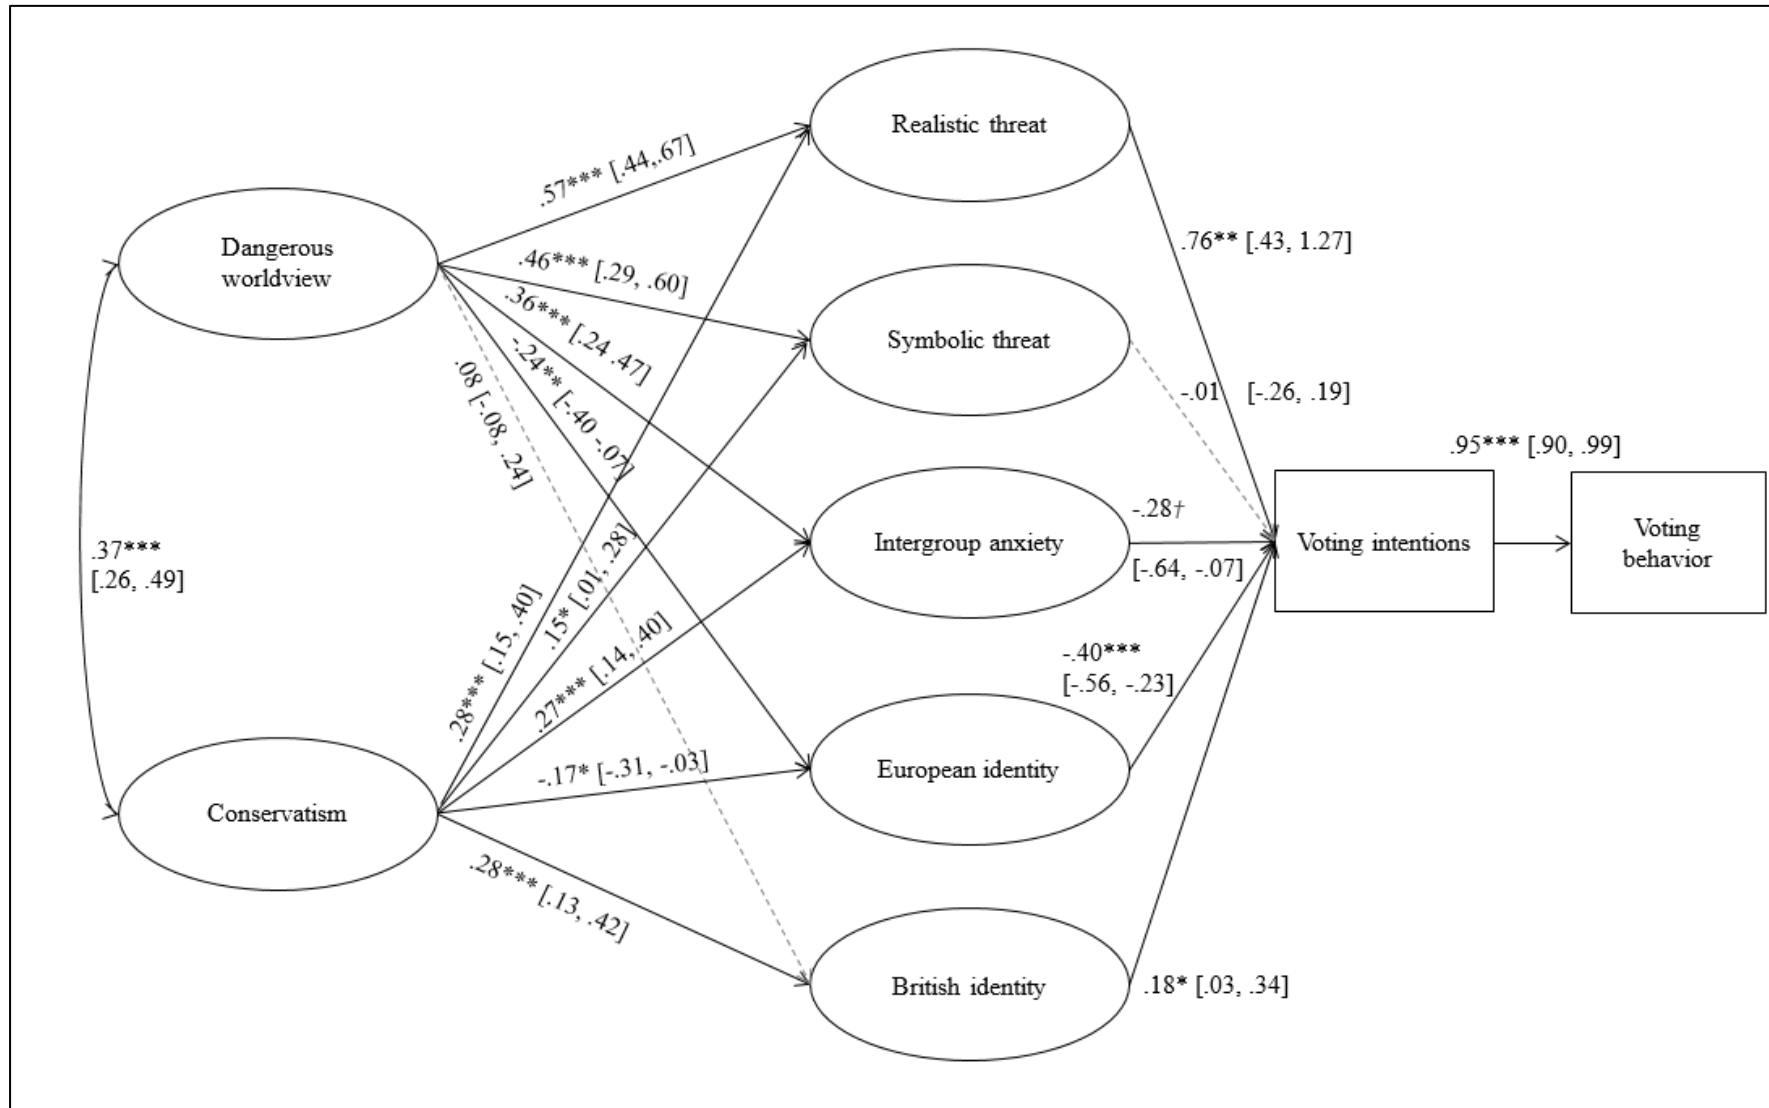 Realistic threat
.57*** [.44,.67]
Dangerous
worldview
.76** [.43, 1.27]
.46*** [.29, .60]
.36*** [.24 .47]
-.24** [-.40 -.07]
.08 [-.08, .24]
Symbolic threat
-.01 [-.26, .19]
.95*** [.90, .99]
.37***
[.26, .49]
Intergroup anxiety
-.28†
[-.64, -.07]
Voting intentions
Voting
behavior
.28*** [.15, .40]
.15* [.01, .28]
.27*** [.14, .40]
-.40***
[-.56, -.23]
-.17* [-.31, -.03]
European identity
Conservatism
.28*** [.13, .42]
British identity
.18* [.03, .34]